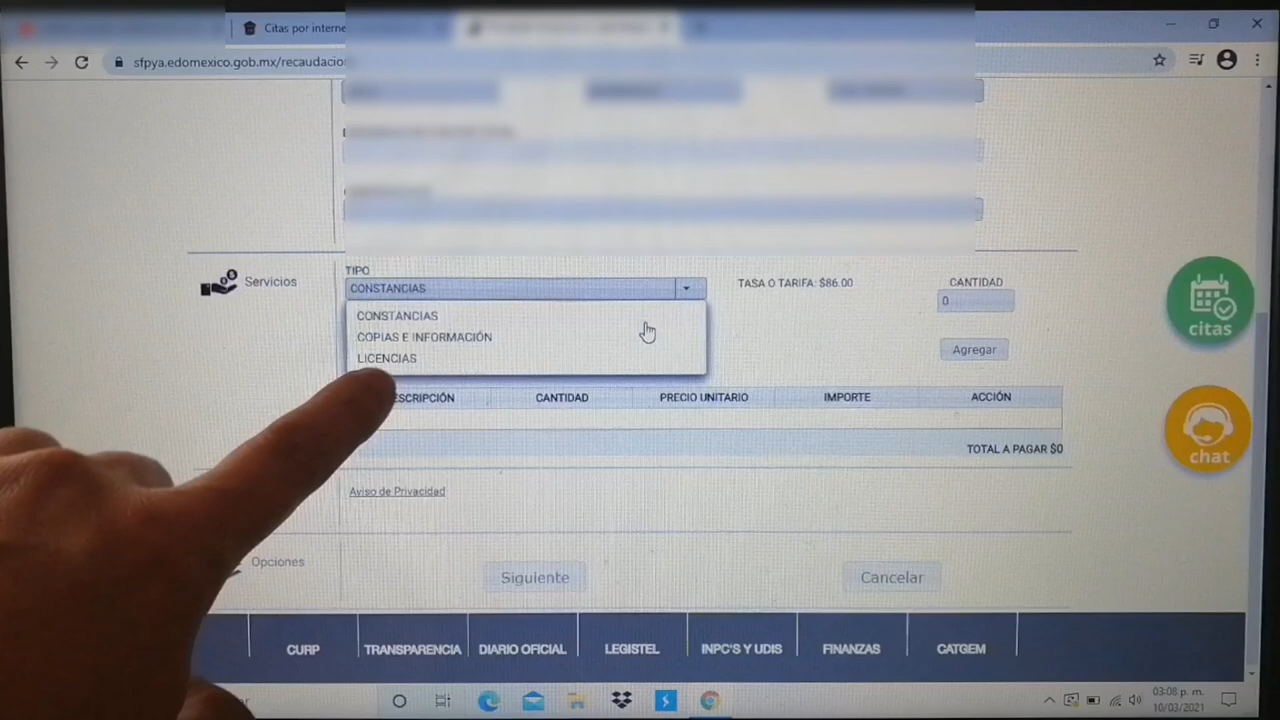 Citas por interne
sfpya.edomexico.gob.mx/recaudacio
Servicios
TIPO
CONSTANCIAS
TASA O TARIFA: $86.00
CANTIDAD
0
CONSTANCIAS
COPIAS E INFORMACIÓN
LICENCIAS
Agregar
citas
ESCRIPCIÓN
CANTIDAD
PRECIO UNITARIO
IMPORTE
ACCIÓN
TOTAL A PAGAR $0
chat
Aviso de Privacidad
Opciones
Siguiente
Cancelar
CURP
TRANSPARENCIA
DIARIO OFICIAL
LEGISTEL
INPC'S Y UDIS
FINANZAS
CATGEM
03:08 p. m.
10/03/2021